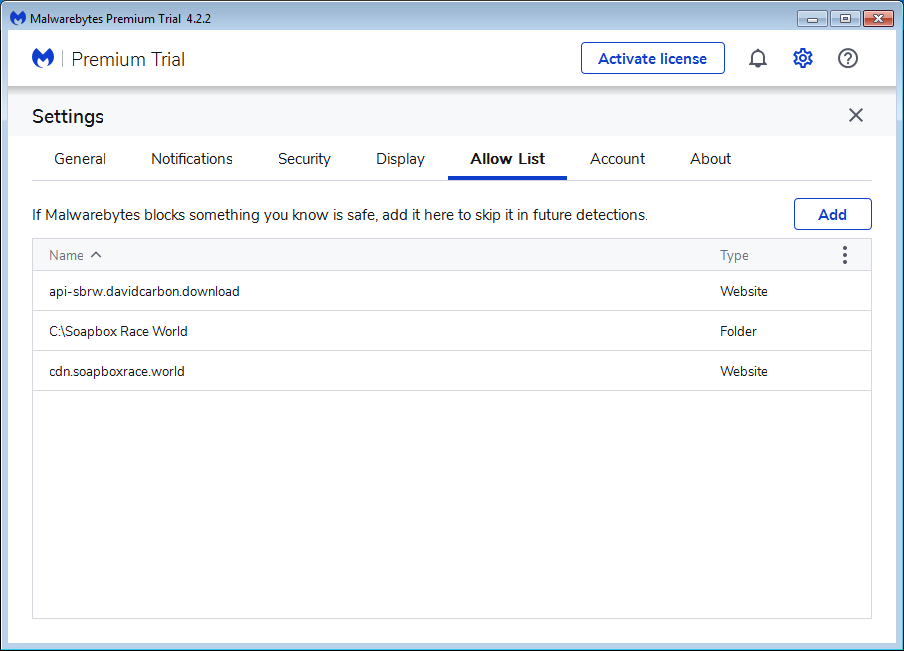 Malwarebytes Premium Trial 4.2.2
Premium Trial
Activate license
Settings
General Notifications Security Display Allow List Account About
If Malwarebytes blocks something you know is safe, add it here to skip it in future detections.
Add
Name Type
api-sbrw.davidcarbon.download Website
C:\Soapbox Race World Folder
cdn.soapboxrace.world Website